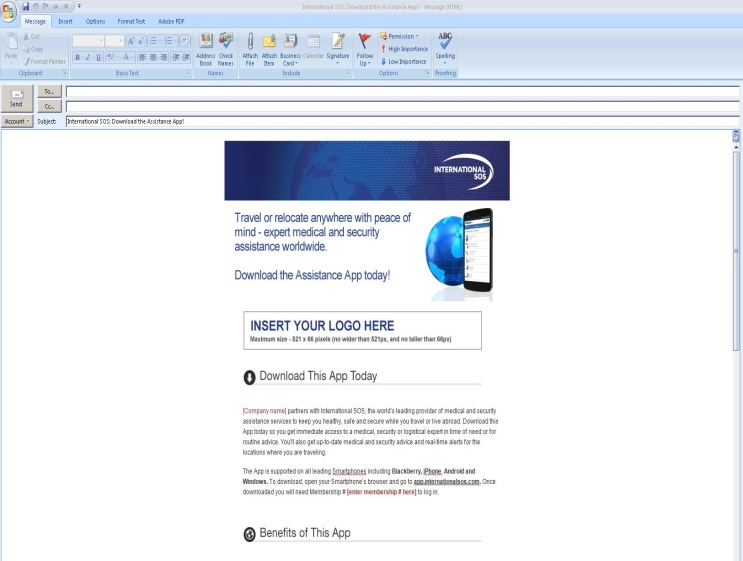 International SOS: Download the Assistance App! - Message (HTML)
Message Insert Options Format Text Adobe PDF
Cut
Copy
Format Painter
Paste
Clipboard
B I U
Basic Text
Address Book
Check Names
Names
Attach File
Attach Item
Business Card
Calendar
Signature
Include
Follow Up
Permission
High Importance
Low Importance
Options
ABC
Spelling
Proofing
Send
To...
Cc...
Account
Subject: International SOS: Download the Assistance App!
INTERNATIONAL
SOS
Travel or relocate anywhere with peace of
mind - expert medical and security
assistance worldwide.
Download the Assistance App today!
INSERT YOUR LOGO HERE
Maximum size - 521 x 66 pixels (no wider than 521px, and no taller than 66px)
Download This App Today
[Company name] partners with International SOS, the world's leading provider of medical and security
assistance services to keep you healthy, safe and secure while you travel or live abroad. Download this
App today so you get immediate access to a medical, security or logistical expert in time of need or for
routine advice. You'll also get up-to-date medical and security advice and real-time alerts for the
locations where you are traveling.
The App is supported on all leading Smartphones including Blackberry, iPhone, Android and
Windows. To download, open your Smartphone's browser and go to app.internationalsos.com. Once
downloaded you will need Membership # [enter membership # here] to log in.
Benefits of This App